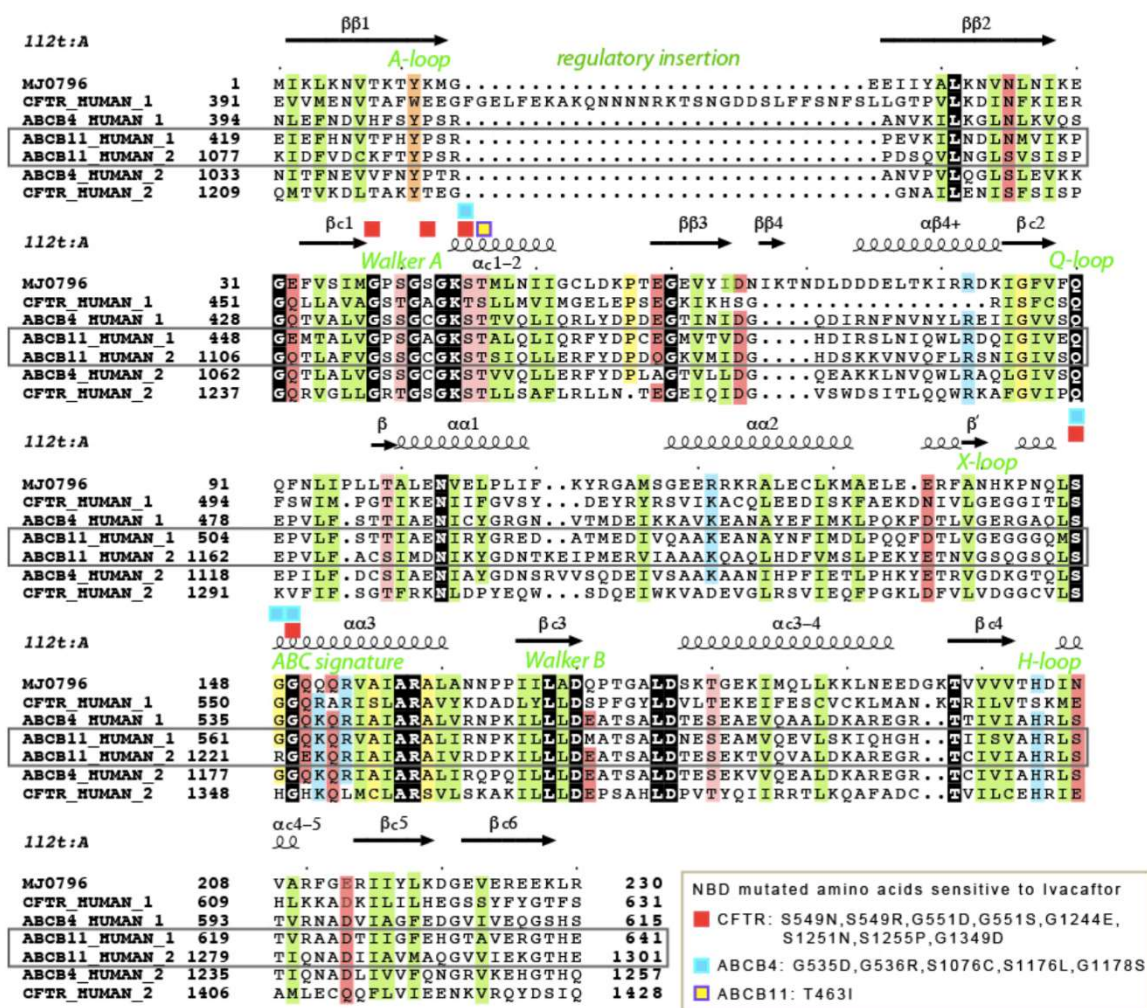 1l2t:A ββ1 ββ2
A-loop regulatory insertion
MJ0796 1 MIKLKNVTKTYKMG..............................EEIIYALKNVNLNIKE
CFTR_HUMAN_1 391 EVVMENVTAFWEEGFGELFEKAKQNNNNRKTSNGDDSLFFSNFSLLGTPVLKDINFKIER
ABCB4_HUMAN_1 394 NLEFNDVHFSYPSR...............................ANVKILKGLNLKVQS
ABCB11_HUMAN_1 419 EIEFHNVTFHYPSR...............................PEVKILNDLNMVIKP
ABCB11_HUMAN_2 1077 KIDFVDCKFTYPSR...............................PDSQVLNGLSVSISP
ABCB4_HUMAN_2 1033 NITFNEVVFNYPTR...............................ANVPVLQGLSLEVKK
CFTR_HUMAN_2 1209 QMTVKDLTAKYTEG...............................GNAILENISFSISP
1l2t:A βc1 αc1-2 ββ3 ββ4 αβ4+ βc2
Walker A Q-loop
MJ0796 31 GEFVSIMGPSGSGKSTMLNIIGCLDKPTEGEVYIDNIKTNDLDDDELTKIRRDKIGFVFQ
CFTR_HUMAN_1 451 GQLLAVAGSTGAGKTSLLMVIMGELEPSEGKIKHSG.................RISFCSQ
ABCB4_HUMAN_1 428 GQTVALVGSSGCGKSTTVQLIQRLYDPDEGTINIDG....QDIRNFNVNYLREIIGVVSQ
ABCB11_HUMAN_1 448 GEMTALVGPSGAGKSTALQLIQRFYDPCEGMVTVDG....HDIRSLNIQWLRDQIGIVEQ
ABCB11_HUMAN_2 1106 GQTLAFVGSSGCGKSTSIQLLERFYDPDQGKVMIDG....HDSKKVNVQFLRSNIGIVSQ
ABCB4_HUMAN_2 1062 GQTLALVGSSGCGKSTVVQLLERFYDPLAGTVLLDG....QEAKKLNVQWLRAQLGIVSQ
CFTR_HUMAN_2 1237 GQRVGLLGRTGSGKSTLLSAFLRLLN.TEGEIQIDG....VSWDSITLQQWRKAFGVIPQ
1l2t:A β αα1 αα2 β'
X-loop
MJ0796 91 QFNLIPLLTALENVELPLIF..KYRGAMSGEERRKRALECLKMAELE.ERFANHKPNQLS
CFTR_HUMAN_1 494 FSWIM.PGTIKENIIFGVSY...DEYRYRSVIKACQLEEDISKFAEKDNIVLGEGGITLS
ABCB4_HUMAN_1 478 EPVLF.STTIAENICYGRGN..VTMDEIKKAVKEANAYEFIMKLPQKFDTLVGERGAQLS
ABCB11_HUMAN_1 504 EPVLF.STTIAENIRYGRED..ATMEDIVQAAKEANAYNFIMDLPQQFDTLVGEGGGQMS
ABCB11_HUMAN_2 1162 EPVLF.ACSIMDNIKYGDNTKEIPMERVIAAAKQAQLHDFVMSLPEKYETNVGSQGSQLS
ABCB4_HUMAN_2 1118 EPILF.DCSIAENIAYGDNSRVVSQDEIVSAAKAANIHPFIETLPHKYETRVGDKGTQLS
CFTR_HUMAN_2 1291 KVFIF.SGTFRKNLDPYEQW...SDQEIWKVADEVGLRSVIEQFPGKLDFVLVDGGCVLS
1l2t:A αα3 βc3 αc3-4 βc4
ABC signature Walker B H-loop
MJ0796 148 GGQQQRVAIARALANNPPIILADQPTGALDSKTGEKIMQLLKKLNEEDGKTVVVVTHDIN
CFTR_HUMAN_1 550 GGQRARISLARAVYKDADLYLLDSPFGYLDVLTEKEIFESCVCKLMAN.KTRILVTSKME
ABCB4_HUMAN_1 535 GGQKQRIAIARALVRNPKILLLDEATSALDTESEAEVQAALDKAREGR..TTIVIAHRLS
ABCB11_HUMAN_1 561 GGQKQRVAIARALIRNPKILLLDMATSALDNESEAMVQEVLSKIQHGH..TIISVAHRLS
ABCB11_HUMAN_2 1221 RGEKQRIAIARAIVRDPKILLLDEATSALDTESEKTVQVALDKAREGR..TCIVIAHRLS
ABCB4_HUMAN_2 1177 GGQKQRIAIARALIRQPQILLLDEATSALDTESEKVVQEALDKAREGR..TCIVIAHRLS
CFTR_HUMAN_2 1348 HGHKQLMCLARSVLSKAKILLLDEPSAHLDPVTYQIIRRTLKQAFADC..TVILCEHRIE
1l2t:A αc4-5 βc5 βc6
MJ0796 208 VARFGERIIYLKDGEVEREEKLR 230
CFTR_HUMAN_1 609 HLKKADKILILHEGSSYFYGTFS 631
ABCB4_HUMAN_1 593 TVRNADVIAGFEDGVIVEQGSHS 615
ABCB11_HUMAN_1 619 TVRAADTIIGFEHGTAVERGTHE 641
ABCB11_HUMAN_2 1279 TIQNADIIAVMAQGVVIEKGTHE 1301
ABCB4_HUMAN_2 1235 TIQNADLIVVFQNGRVKEHGTHQ 1257
CFTR_HUMAN_2 1406 AMLECQQFLVIEENKVRQYDSIQ 1428
NBD mutated amino acids sensitive to Ivacaftor
CFTR: S549N,S549R,G551D,G551S,G1244E,
S1251N,S1255P,G1349D
ABCB4: G535D,G536R,S1076C,S1176L,G1178S
ABCB11: T463I